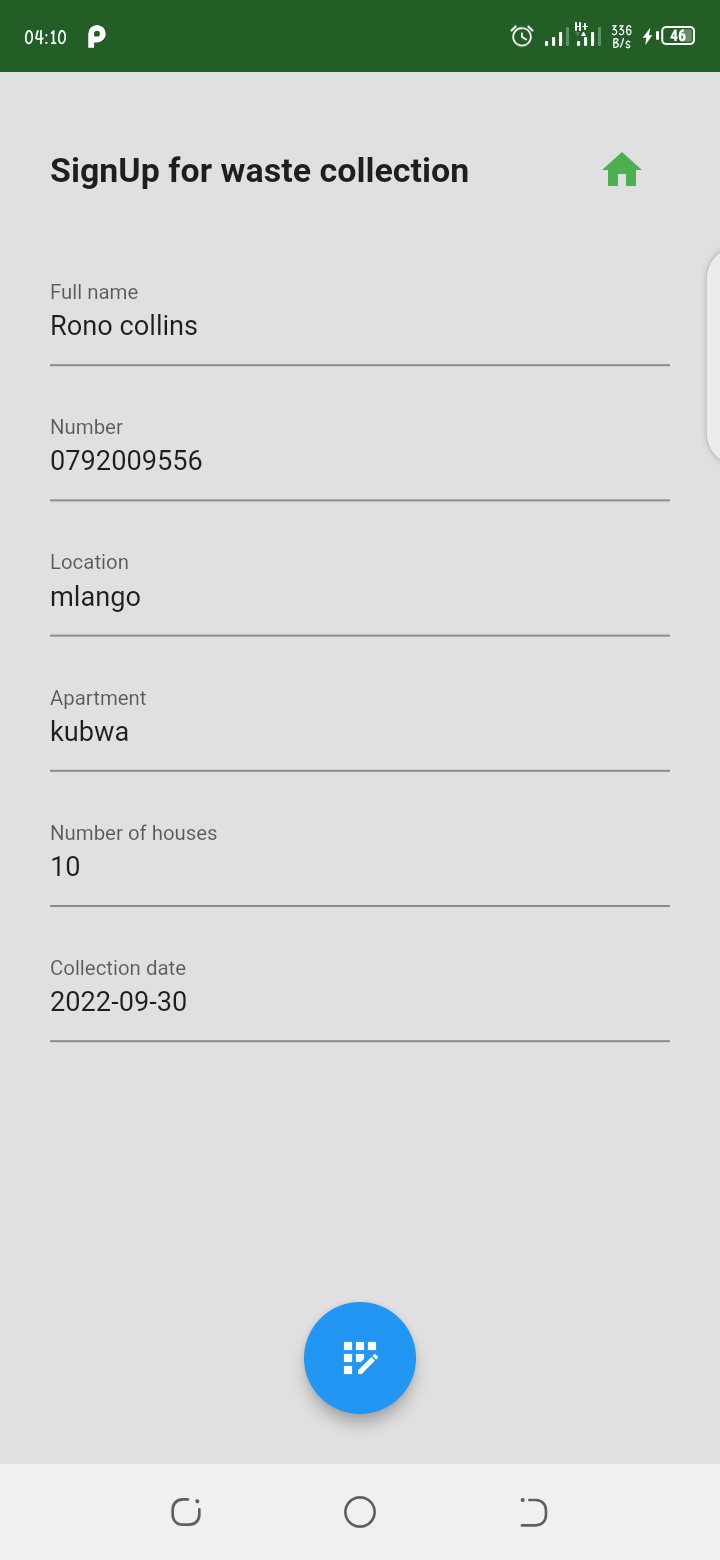 04:10
H+
336
B/s
46
SignUp for waste collection
Full name
Rono collins
Number
0792009556
Location
mlango
Apartment
kubwa
Number of houses
10
Collection date
2022-09-30